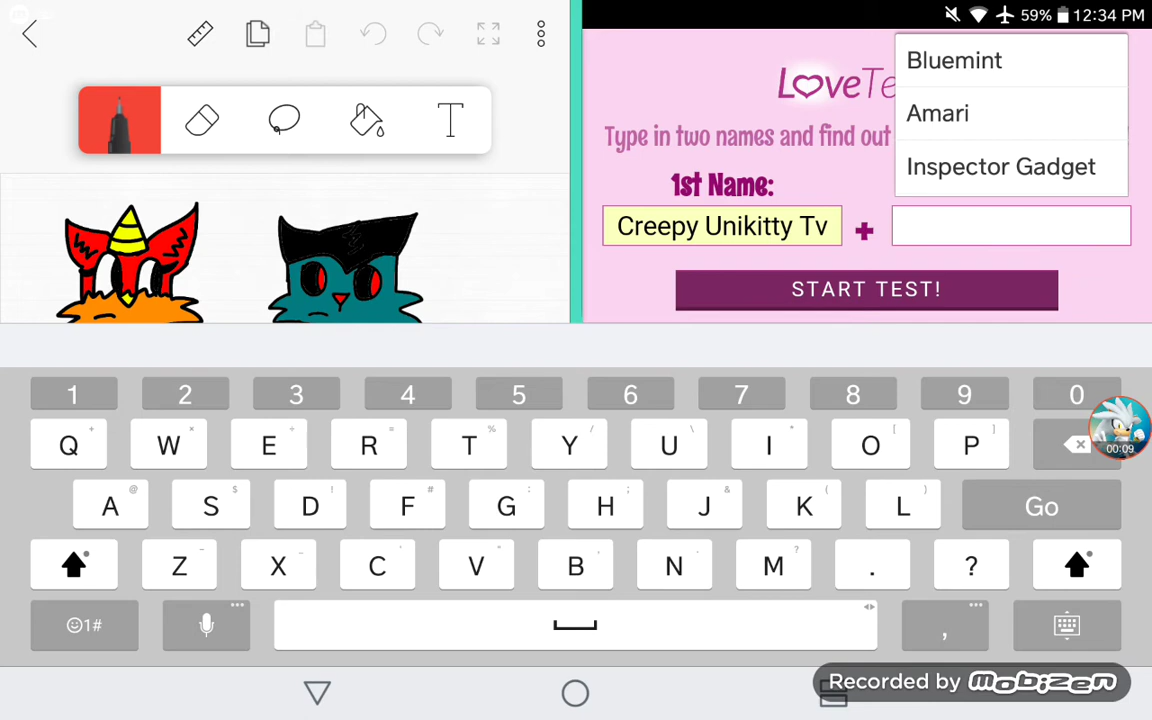 59% 12:34 PM
T
LoveTe
Type in two names and find out
1st Name:
Creepy Unikitty Tv +
Bluemint
Amari
Inspector Gadget
START TEST!
1 2 3 4 5 6 7 8 9 0
Q W E R T Y U I O P
A S D F G H J K L Go
Z X C V B N M . ?
☺1# ,
00:09
Recorded by mobizen